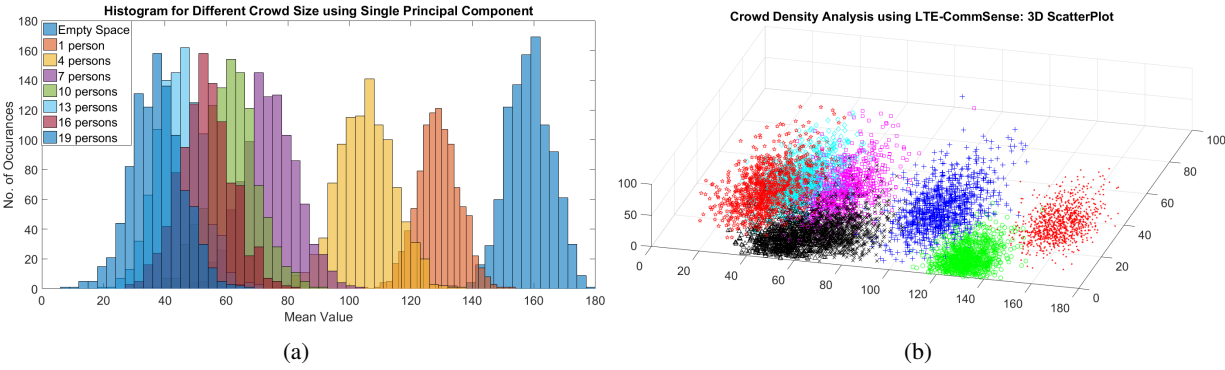 Histogram for Different Crowd Size using Single Principal Component
180
160
140
120
100
80
60
40
20
0
No. of Occurances
Empty Space
1 person
4 persons
7 persons
10 persons
13 persons
16 persons
19 persons
0 20 40 60 80 100 120 140 160 180
Mean Value
(a)
Crowd Density Analysis using LTE-CommSense: 3D ScatterPlot
100
50
0
0 20 40 60 80 100 120 140 160 180
0
20
40
60
80
100
(b)